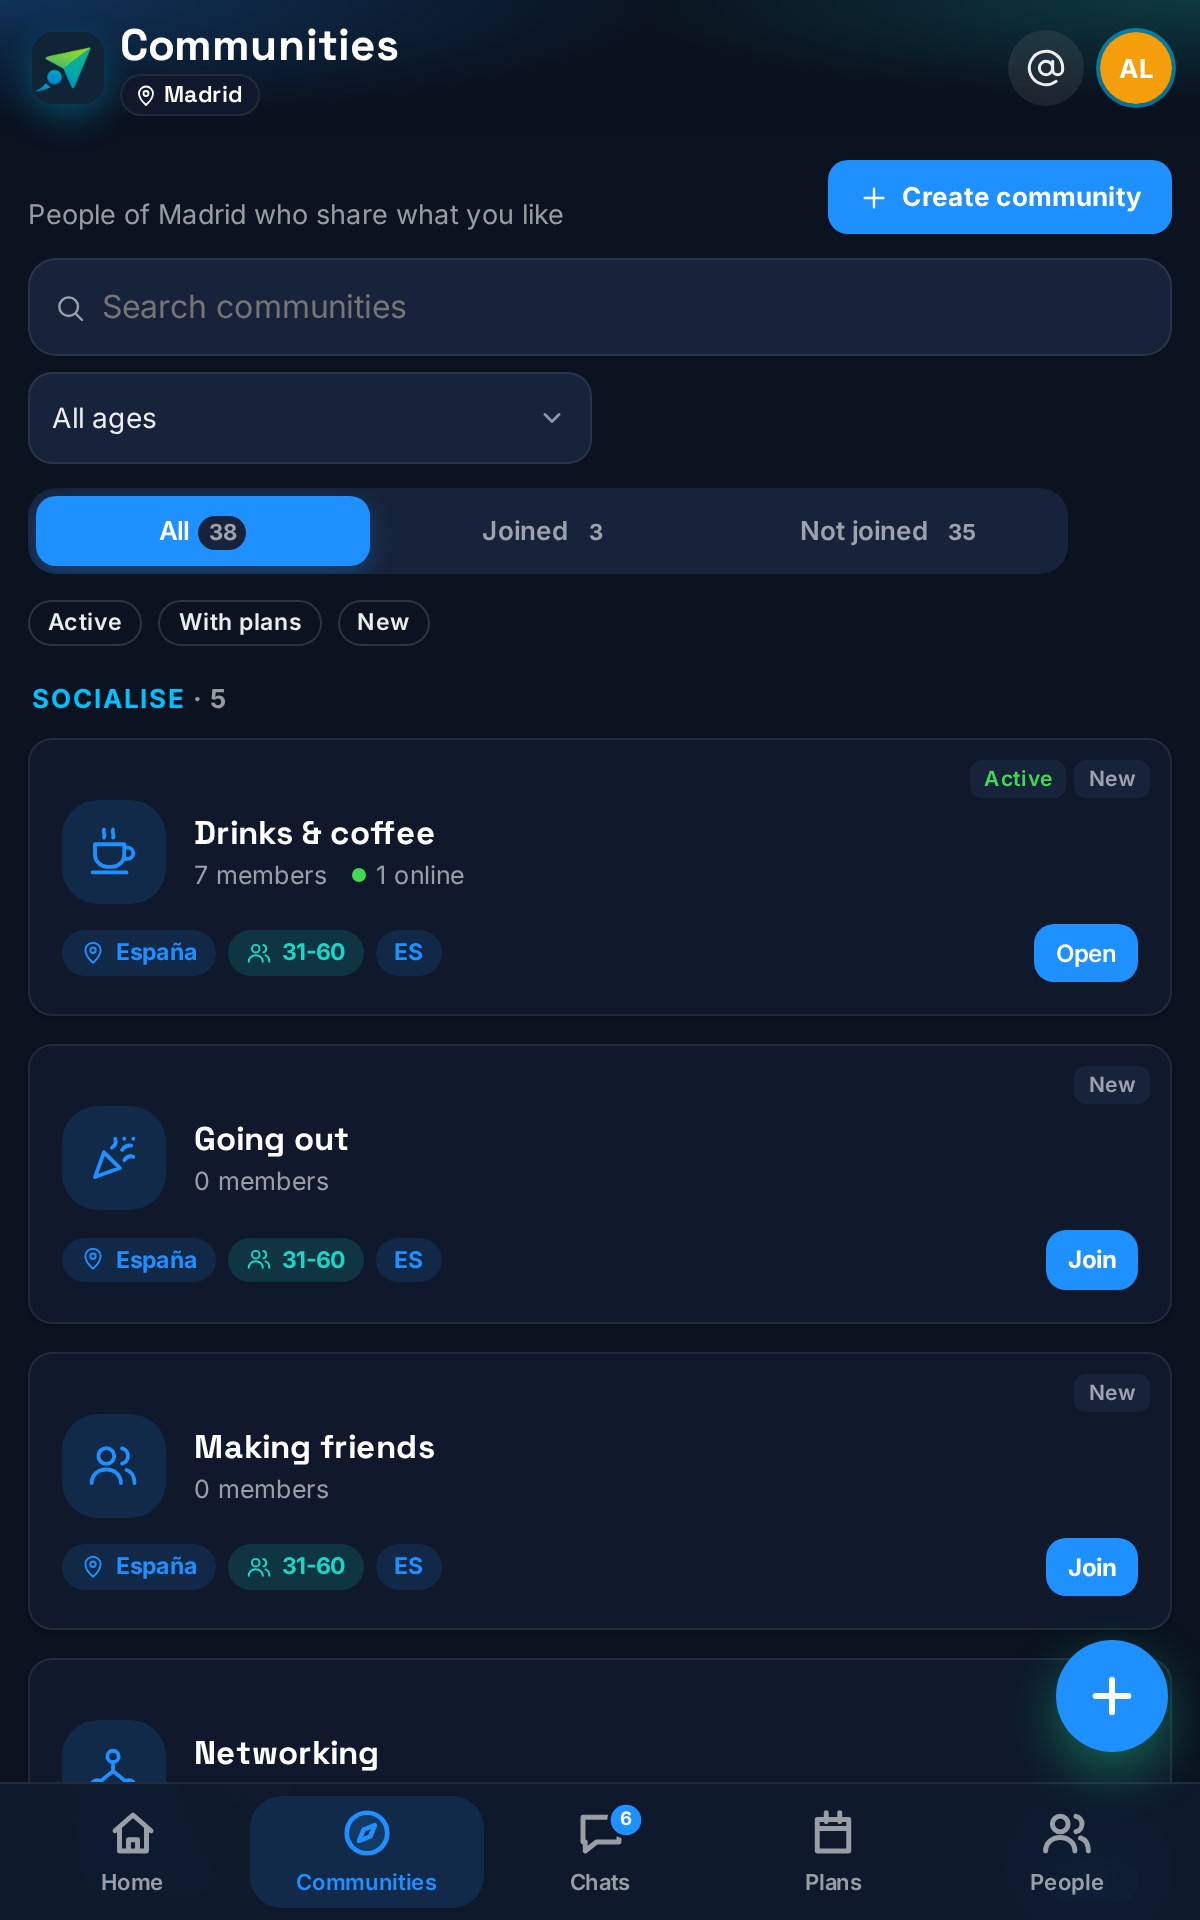 Communities
Madrid
@
AL
People of Madrid who share what you like
Create community
Search communities
All ages
All 38
Joined 3
Not joined 35
Active
With plans
New
SOCIALISE · 5
Active
New
Drinks & coffee
7 members
1 online
España
31-60
ES
Open
New
Going out
0 members
España
31-60
ES
Join
New
Making friends
0 members
España
31-60
ES
Join
Networking
6
Home
Communities
Chats
Plans
People